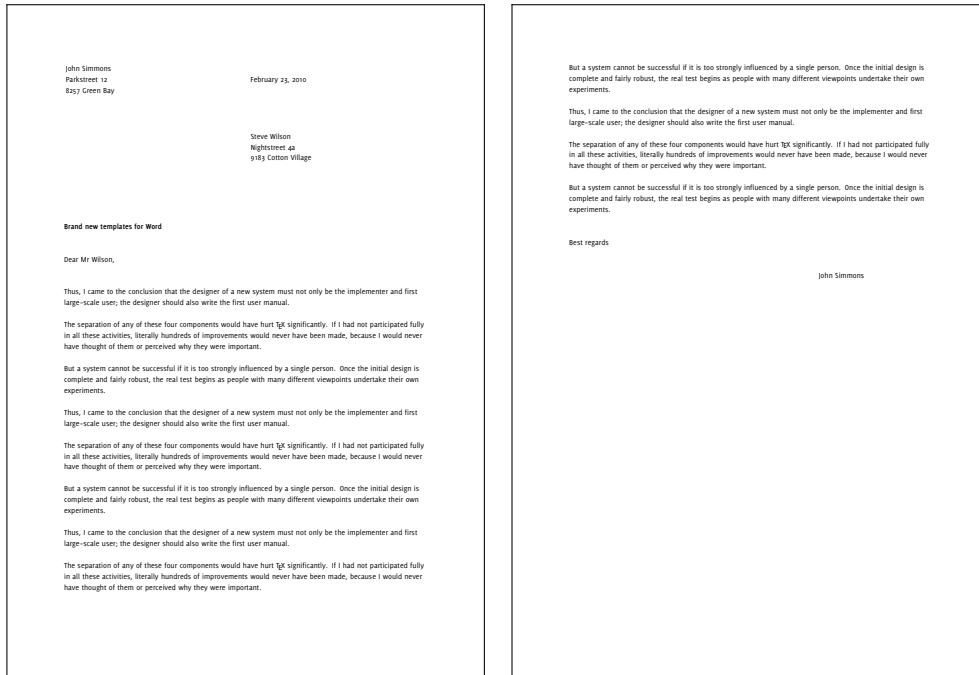 John Simmons
Parkstreet 12
8257 Green Bay
February 23, 2010
Steve Wilson
Nightstreet 4a
9183 Cotton Village
Brand new templates for Word
Dear Mr Wilson,
Thus, I came to the conclusion that the designer of a new system must not only be the implementer and first
large-scale user; the designer should also write the first user manual.
The separation of any of these four components would have hurt TEX significantly. If I had not participated fully
in all these activities, literally hundreds of improvements would never have been made, because I would never
have thought of them or perceived why they were important.
But a system cannot be successful if it is too strongly influenced by a single person. Once the initial design is
complete and fairly robust, the real test begins as people with many different viewpoints undertake their own
experiments.
Thus, I came to the conclusion that the designer of a new system must not only be the implementer and first
large-scale user; the designer should also write the first user manual.
The separation of any of these four components would have hurt TEX significantly. If I had not participated fully
in all these activities, literally hundreds of improvements would never have been made, because I would never
have thought of them or perceived why they were important.
But a system cannot be successful if it is too strongly influenced by a single person. Once the initial design is
complete and fairly robust, the real test begins as people with many different viewpoints undertake their own
experiments.
Thus, I came to the conclusion that the designer of a new system must not only be the implementer and first
large-scale user; the designer should also write the first user manual.
The separation of any of these four components would have hurt TEX significantly. If I had not participated fully
in all these activities, literally hundreds of improvements would never have been made, because I would never
have thought of them or perceived why they were important.
But a system cannot be successful if it is too strongly influenced by a single person. Once the initial design is
complete and fairly robust, the real test begins as people with many different viewpoints undertake their own
experiments.
Thus, I came to the conclusion that the designer of a new system must not only be the implementer and first
large-scale user; the designer should also write the first user manual.
The separation of any of these four components would have hurt TEX significantly. If I had not participated fully
in all these activities, literally hundreds of improvements would never have been made, because I would never
have thought of them or perceived why they were important.
But a system cannot be successful if it is too strongly influenced by a single person. Once the initial design is
complete and fairly robust, the real test begins as people with many different viewpoints undertake their own
experiments.
Best regards
John Simmons